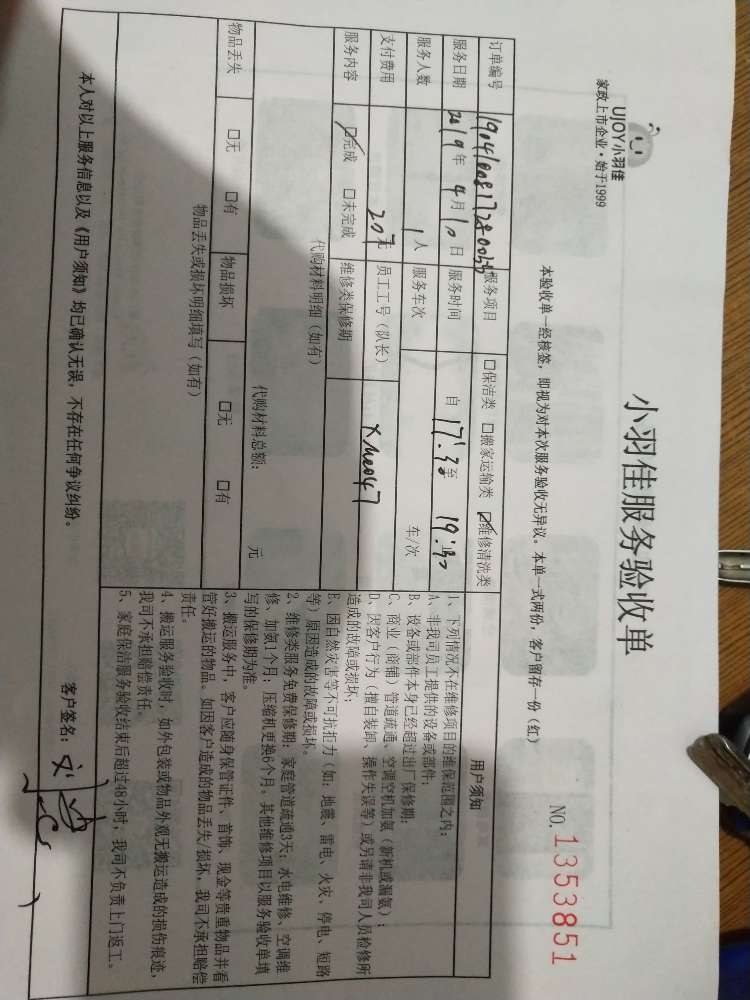 UJOY小羽佳
家政上市企业·始于1999
小羽佳服务验收单
NO.1353851
本验收单一经核签，即视为对本次服务验收无异议。本单一式两份，客户留存一份（红）
订单编号
服务项目 □保洁类 □搬家运输类 ☑维修清洗类
服务日期 2019年4月10日 服务时间 自17:30至19:30
服务人数 1人 服务车次 车/次
支付费用 207元 员工工号（队长） XM2047
服务内容 ☑完成 □未完成 维修类保修期
代购材料明细（如有）
代购材料总额： 元
物品丢失 □无 □有 物品损坏 □无 □有
物品丢失或损坏明细填写（如有）
用户须知
1、下列情况不在维修项目的维保范围之内：
A、非我司员工提供的设备或部件；
B、设备或部件本身已经超过出厂保修期；
C、商业（商铺）管道疏通、空调空机加氨（新机或漏氨）；
D、因客户行为（擅自装卸、操作失误等）或另请非我司人员检修所
造成的故障或损坏；
E、因自然灾害等不可抗拒力（如：地震、雷电、火灾、停电、短路
等）原因造成的故障或损坏。
2、维修类服务免费保修期：家庭管道疏通3天；水电维修、空调维
修、加氨1个月；压缩机更换6个月。其他维修项目以服务验收单填
写的保修期为准。
3、搬运服务中，客户应随身保管证件、首饰、现金等贵重物品并看
管好搬运的物品。如因客户造成的物品丢失/损坏，我司不承担赔偿
责任。
4、搬运服务验收时，如外包装或物品外观无搬运造成的损伤痕迹，
我司不承担赔偿责任。
5、家庭保洁服务验收结束后超过48小时，我司不负责上门返工。
本人对以上服务信息以及《用户须知》均已确认无误，不存在任何争议纠纷。
客户签名：